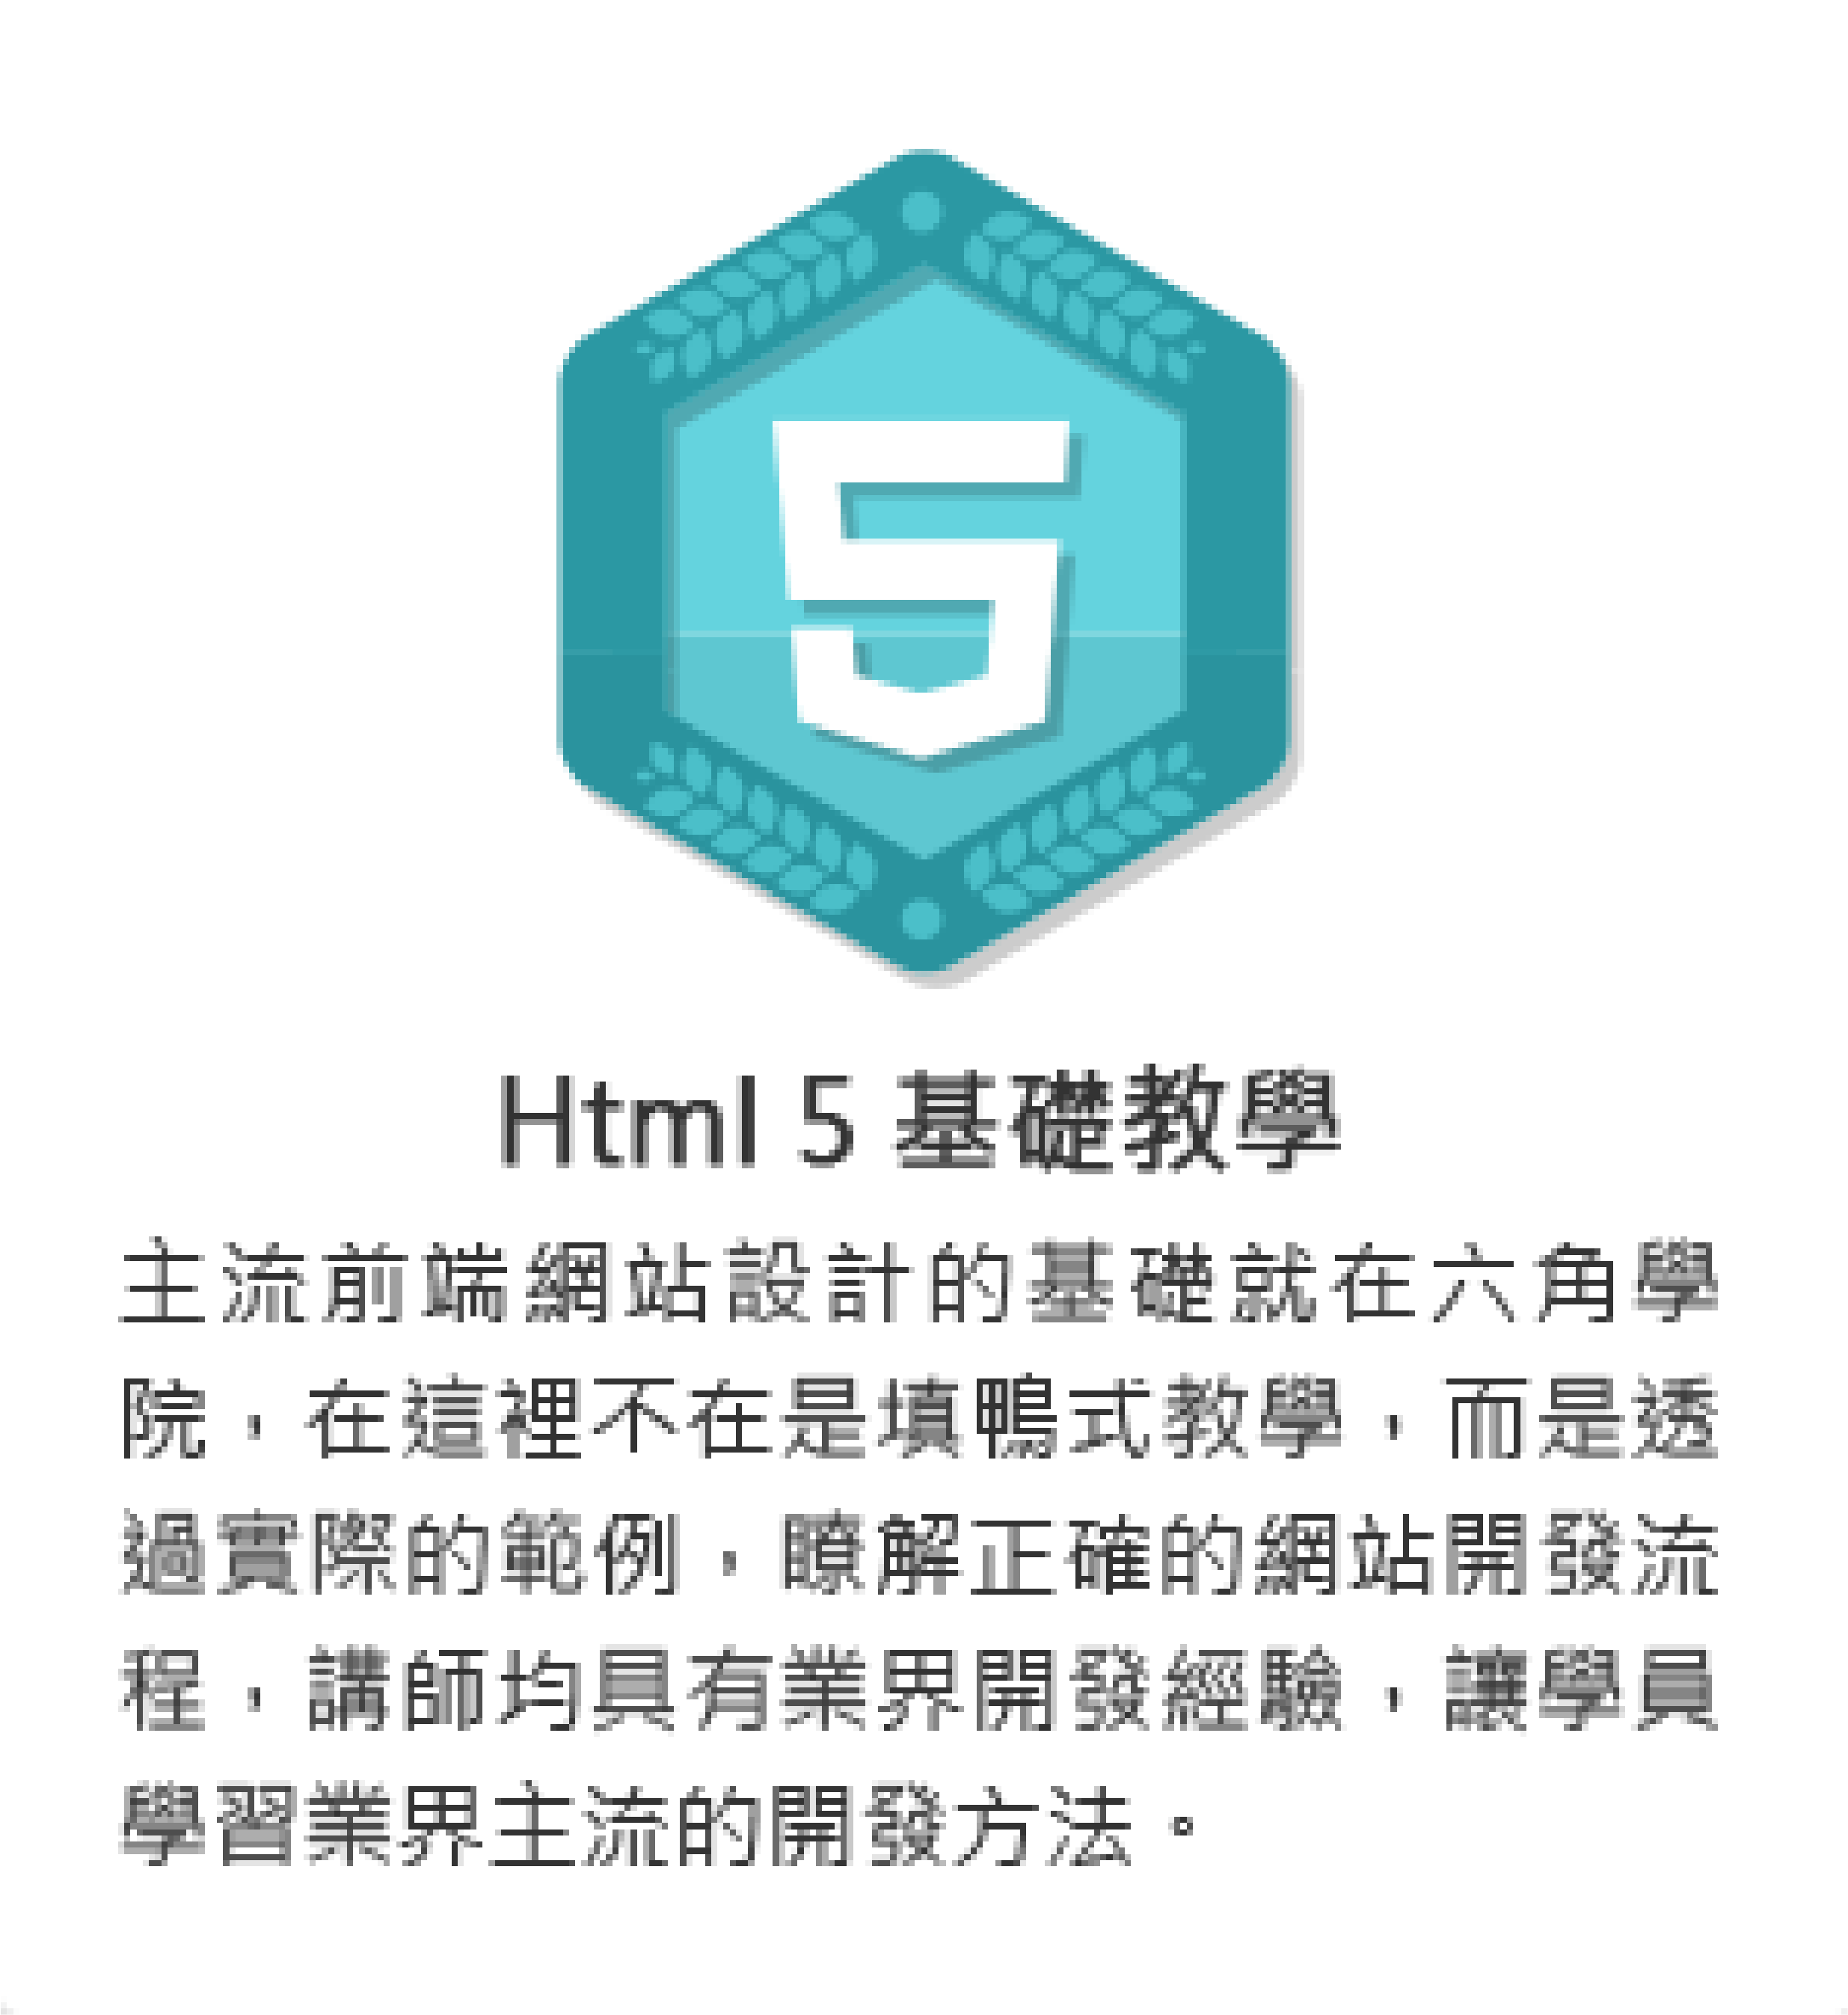 5
Html 5 基礎教學
主流前端網站設計的基礎就在六角學
院，在這裡不在是填鴨式教學，而是透
過實際的範例，瞭解正確的網站開發流
程，講師均具有業界開發經驗，讓學員
學習業界主流的開發方法。